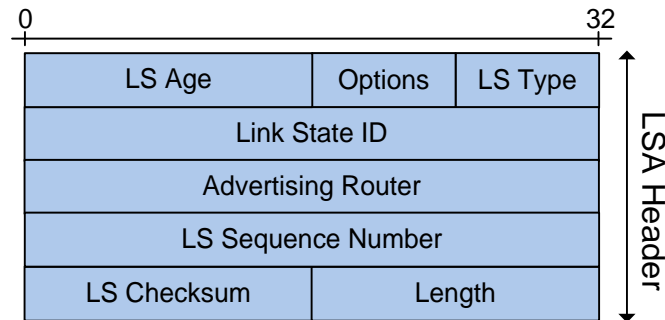 0 32
LS Age Options LS Type
Link State ID
Advertising Router
LS Sequence Number
LS Checksum Length
LSA Header